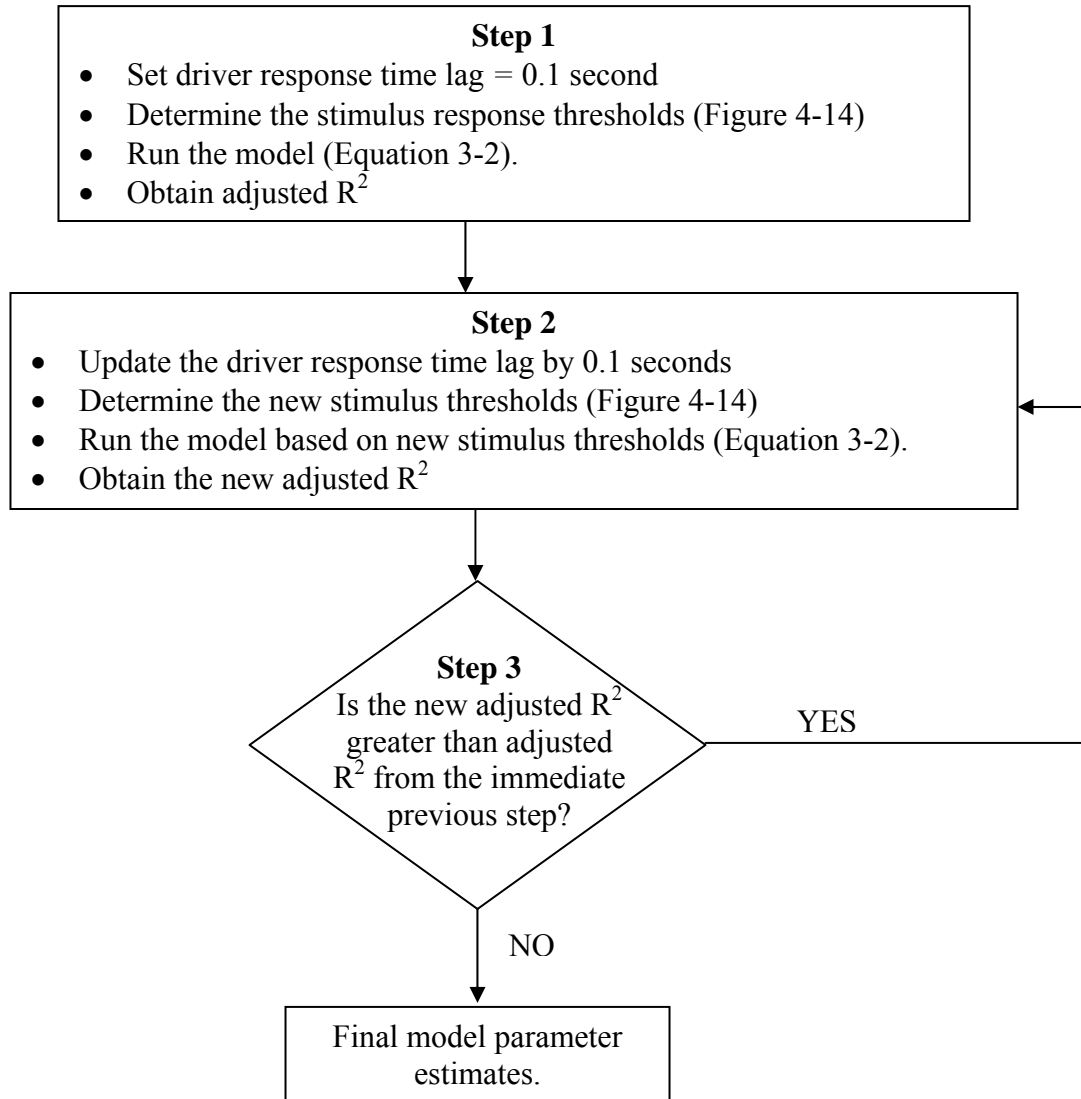 Step 1
• Set driver response time lag = 0.1 second
• Determine the stimulus response thresholds (Figure 4-14)
• Run the model (Equation 3-2).
• Obtain adjusted R²
Step 2
• Update the driver response time lag by 0.1 seconds
• Determine the new stimulus thresholds (Figure 4-14)
• Run the model based on new stimulus thresholds (Equation 3-2).
• Obtain the new adjusted R²
Step 3
Is the new adjusted R²
greater than adjusted
R² from the immediate
previous step?
YES
NO
Final model parameter
estimates.